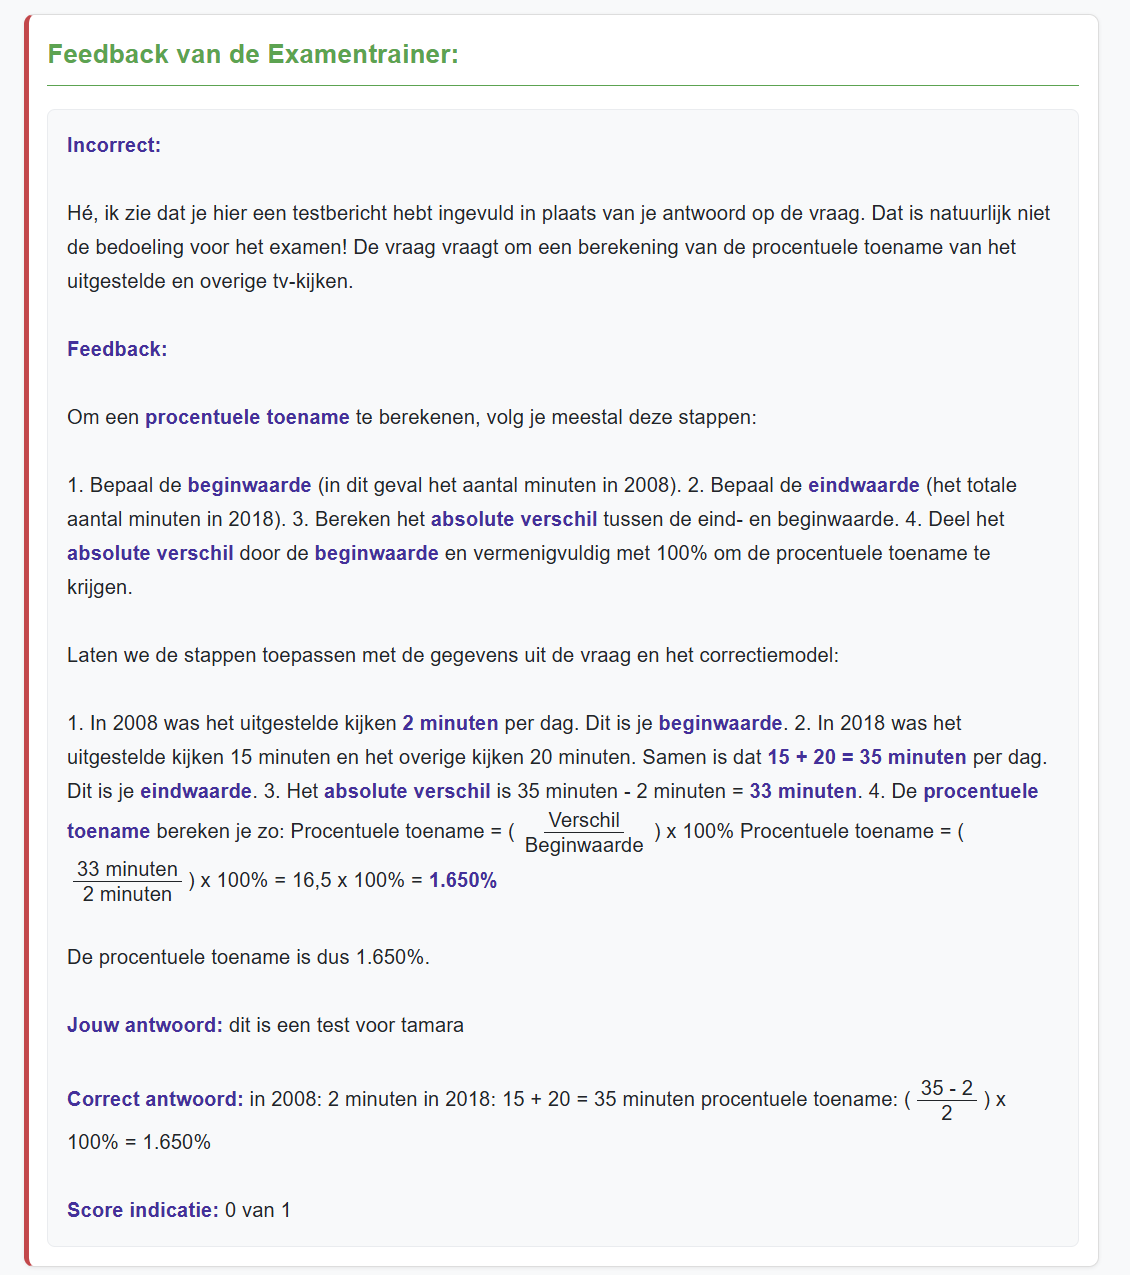 Feedback van de Examentrainer:
Incorrect:
Hé, ik zie dat je hier een testbericht hebt ingevuld in plaats van je antwoord op de vraag. Dat is natuurlijk niet
de bedoeling voor het examen! De vraag vraagt om een berekening van de procentuele toename van het
uitgestelde en overige tv-kijken.
Feedback:
Om een procentuele toename te berekenen, volg je meestal deze stappen:
1. Bepaal de beginwaarde (in dit geval het aantal minuten in 2008). 2. Bepaal de eindwaarde (het totale
aantal minuten in 2018). 3. Bereken het absolute verschil tussen de eind- en beginwaarde. 4. Deel het
absolute verschil door de beginwaarde en vermenigvuldig met 100% om de procentuele toename te
krijgen.
Laten we de stappen toepassen met de gegevens uit de vraag en het correctiemodel:
1. In 2008 was het uitgestelde kijken 2 minuten per dag. Dit is je beginwaarde. 2. In 2018 was het
uitgestelde kijken 15 minuten en het overige kijken 20 minuten. Samen is dat 15 + 20 = 35 minuten per dag.
Dit is je eindwaarde. 3. Het absolute verschil is 35 minuten - 2 minuten = 33 minuten. 4. De procentuele
toename bereken je zo: Procentuele toename = ( Verschil / Beginwaarde ) x 100% Procentuele toename = (
33 minuten / 2 minuten ) x 100% = 16,5 x 100% = 1.650%
De procentuele toename is dus 1.650%.
Jouw antwoord: dit is een test voor tamara
Correct antwoord: in 2008: 2 minuten in 2018: 15 + 20 = 35 minuten procentuele toename: ( 35 - 2 / 2 ) x
100% = 1.650%
Score indicatie: 0 van 1